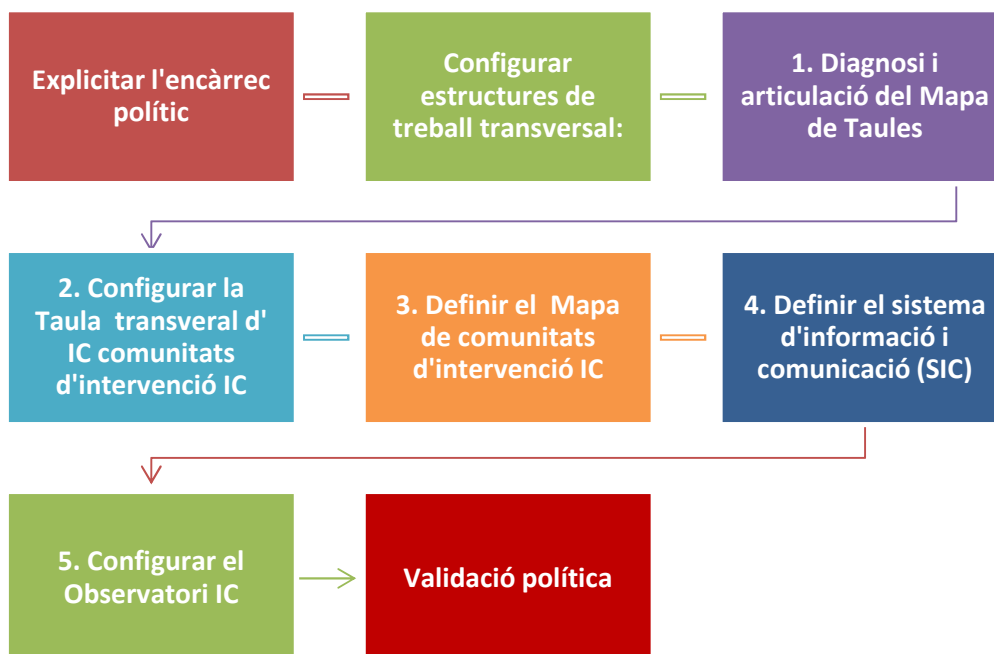 Explicitar l'encàrrec
polític
Configurar
estructures de
treball transversal:
1. Diagnosi i
articulació del Mapa
de Taules
2. Configurar la
Taula transveral d'
IC comunitats
d'intervenció IC
3. Definir el Mapa
de comunitats
d'intervenció IC
4. Definir el sistema
d'informació i
comunicació (SIC)
5. Configurar el
Observatori IC
Validació política